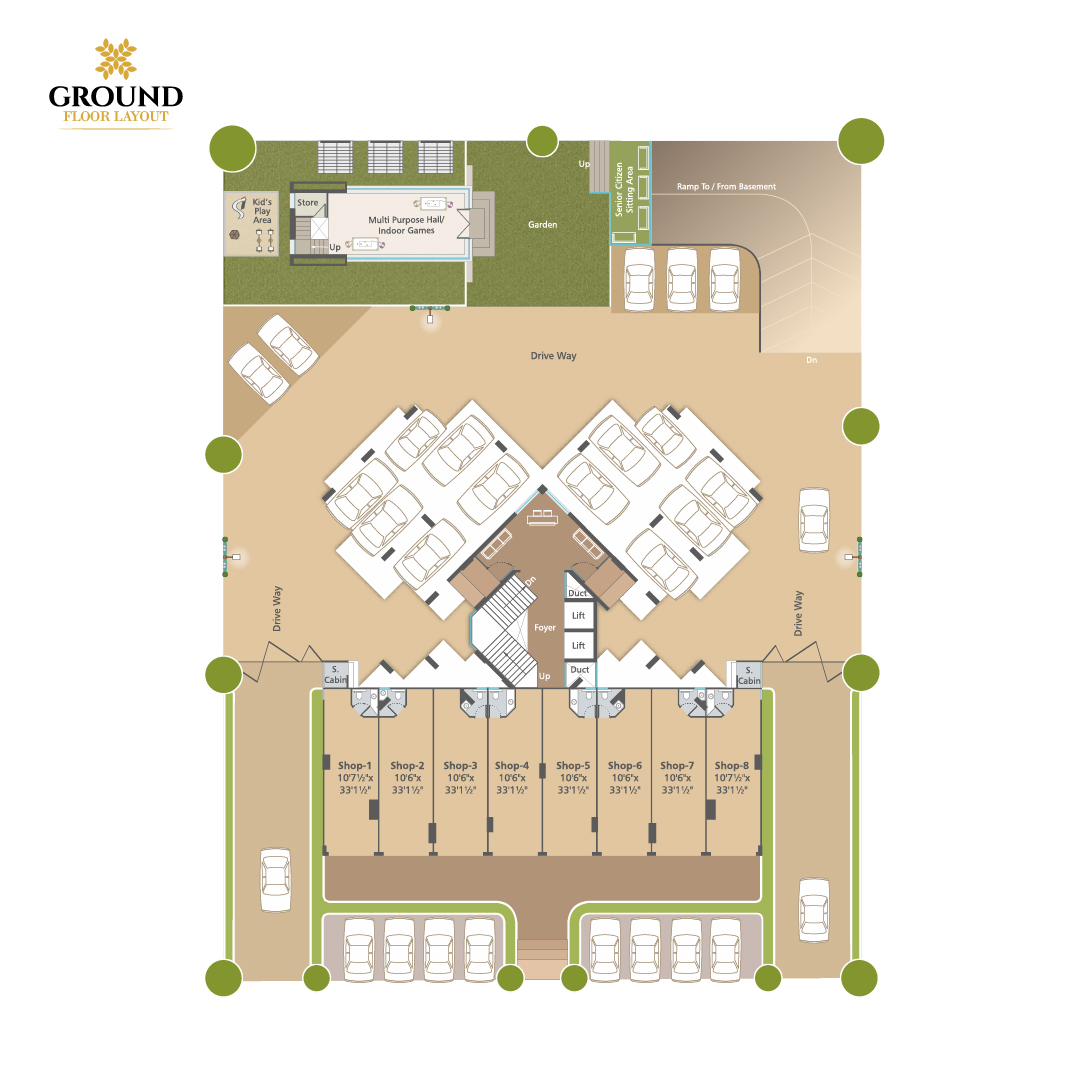 GROUND
FLOOR LAYOUT
Up
Senior Citizen
Sitting Area
Ramp To / From Basement
Kid's
Play
Area
Store
Multi Purpose Hall/
Indoor Games
Up
Garden
Drive Way
Dn
Drive Way
Drive Way
Dn
Duct
Lift
Foyer
Lift
Duct
Up
S.
Cabin
S.
Cabin
Shop-1
10'7½"x
33'1½"
Shop-2
10'6"x
33'1½"
Shop-3
10'6"x
33'1½"
Shop-4
10'6"x
33'1½"
Shop-5
10'6"x
33'1½"
Shop-6
10'6"x
33'1½"
Shop-7
10'6"x
33'1½"
Shop-8
10'7½"x
33'1½"